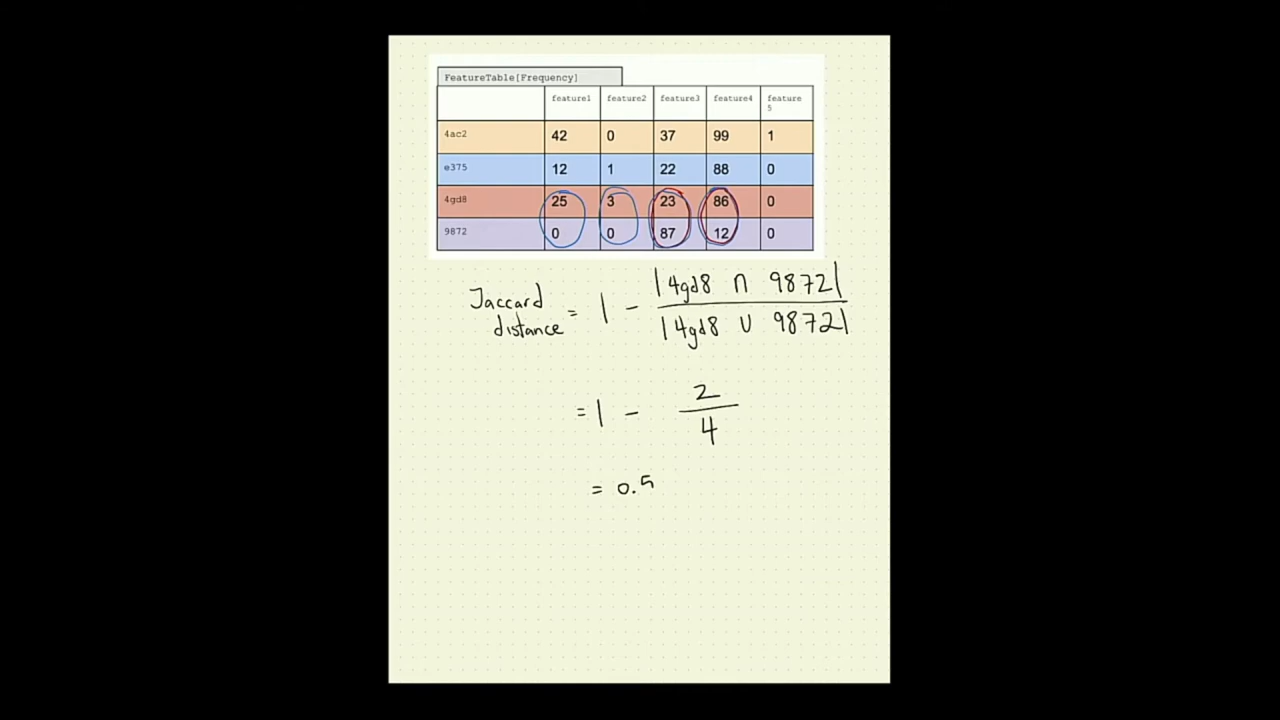 FeatureTable[Frequency]
feature1 feature2 feature3 feature4 feature 5
4ac2 42 0 37 99 1
e375 12 1 22 88 0
4gd8 25 3 23 86 0
9872 0 0 87 12 0
Jaccard distance = 1 - |4gd8 ∩ 9872| / |4gd8 ∪ 9872|
= 1 - 2 / 4
= 0.5